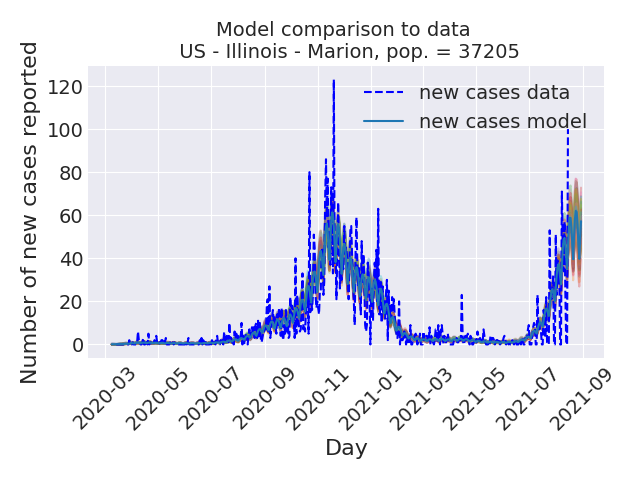 Model comparison to data
US - Illinois - Marion, pop. = 37205
Number of new cases reported
120
100
80
60
40
20
0
new cases data
new cases model
2020-03
2020-05
2020-07
2020-09
2020-11
2021-01
2021-03
2021-05
2021-07
2021-09
Day